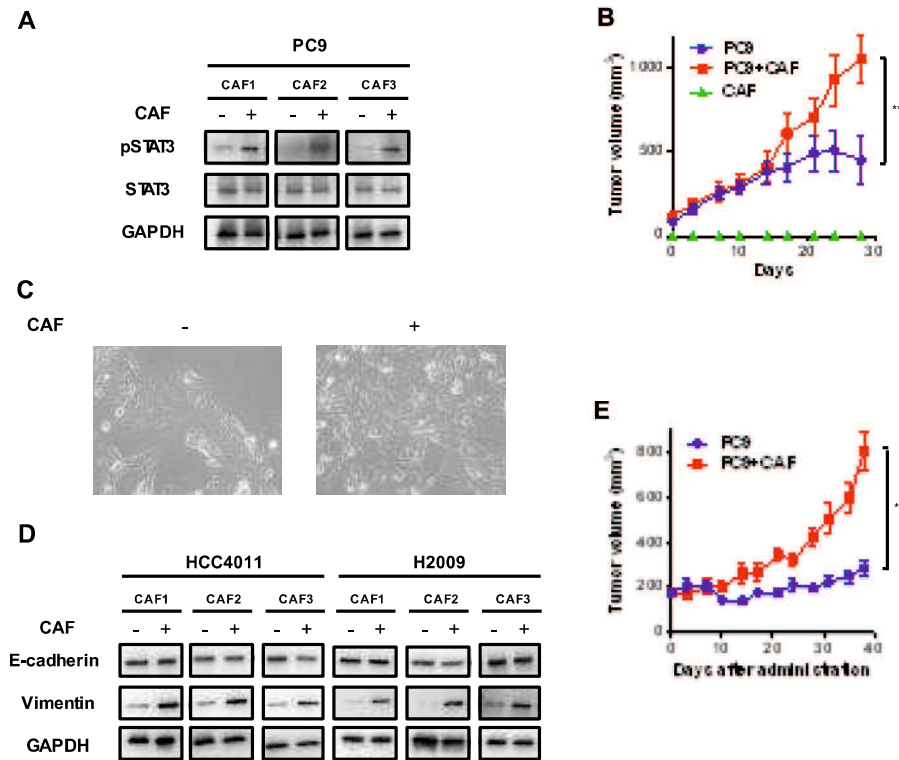 A
PC9
CAF1 CAF2 CAF3
CAF - + - + - +
pSTAT3
STAT3
GAPDH
B
PC9
PC9+CAF
CAF
Tumor volume (mm³)
1000
500
0
0 10 20 30
Days
**
C
CAF - +
D
HCC4011 H2009
CAF1 CAF2 CAF3 CAF1 CAF2 CAF3
CAF - + - + - + - + - + - +
E-cadherin
Vimentin
GAPDH
E
PC9
PC9+CAF
Tumor volume (mm³)
800
600
400
200
0
0 10 20 30 40
Days after administration
*